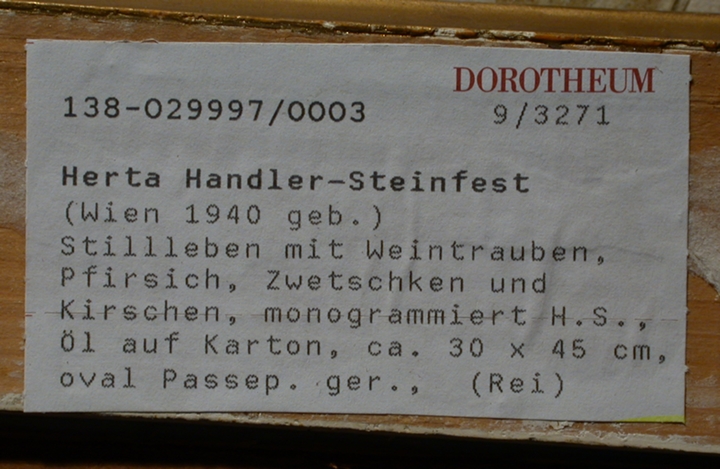 DOROTHEUM
138-029997/0003 9/3271
Herta Handler-Steinfest
(Wien 1940 geb.)
Stillleben mit Weintrauben,
Pfirsich, Zwetschken und
Kirschen, monogrammiert H.S.,
Öl auf Karton, ca. 30 x 45 cm,
oval Passep. ger., (Rei)